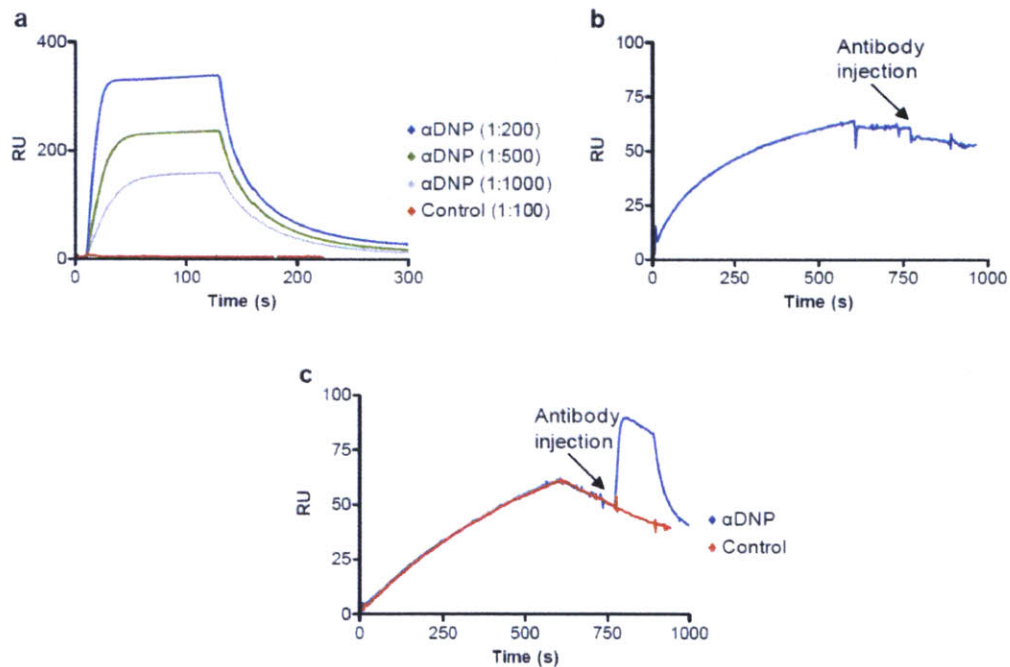 a
400
200
0
RU
0 100 200 300
Time (s)
αDNP (1:200)
αDNP (1:500)
αDNP (1:1000)
Control (1:100)
b
100
75
50
25
0
RU
Antibody
injection
0 250 500 750 1000
Time (s)
c
100
75
50
25
0
RU
Antibody
injection
αDNP
Control
0 250 500 750 1000
Time (s)